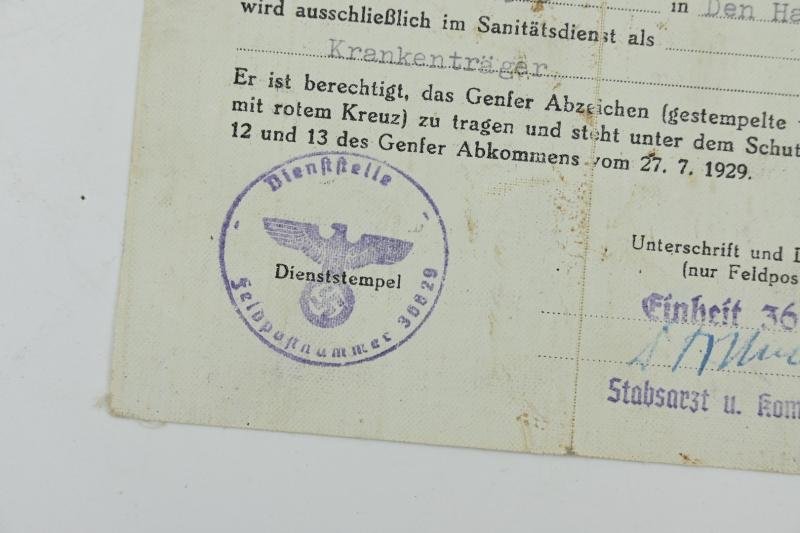 in Den Ha
wird ausschließlich im Sanitätsdienst als
Krankenträger
Er ist berechtigt, das Genfer Abzeichen (gestempelte
mit rotem Kreuz) zu tragen und steht unter dem Schut
12 und 13 des Genfer Abkommens vom 27. 7. 1929.
Dienststelle
Dienststempel
Feldpostnummer 36829
Unterschrift und D
(nur Feldpos
Einheit 36
Stabsarzt u. Kom